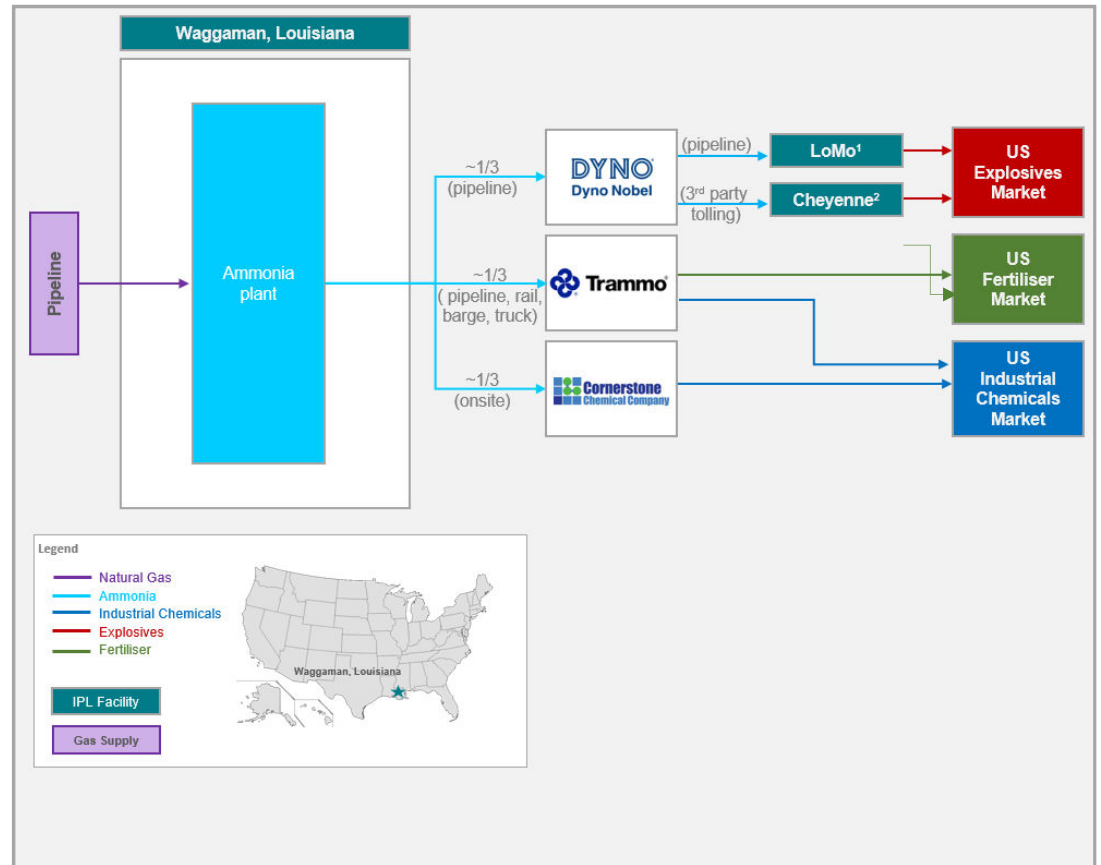 Waggaman, Louisiana
Pipeline
Ammonia
plant
~1/3
(pipeline)
~1/3
( pipeline, rail,
barge, truck)
~1/3
(onsite)
DYNO
Dyno Nobel
Trammo®
Cornerstone
Chemical Company
(pipeline)
(3rd party
tolling)
LoMo¹
Cheyenne²
US
Explosives
Market
US
Fertiliser
Market
US
Industrial
Chemicals
Market
Legend
Natural Gas
Ammonia
Industrial Chemicals
Explosives
Fertiliser
IPL Facility
Gas Supply
Waggaman, Louisiana